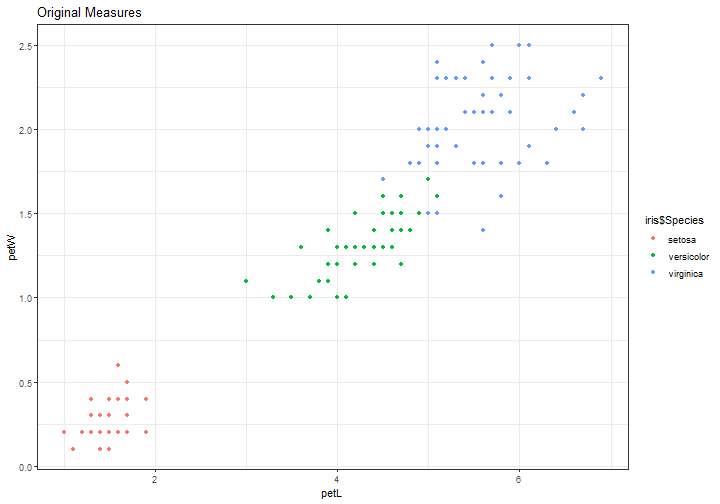 Original Measures
2.5
2.0
1.5
1.0
0.5
0.0
petW
2
4
6
petL
iris$Species
setosa
versicolor
virginica